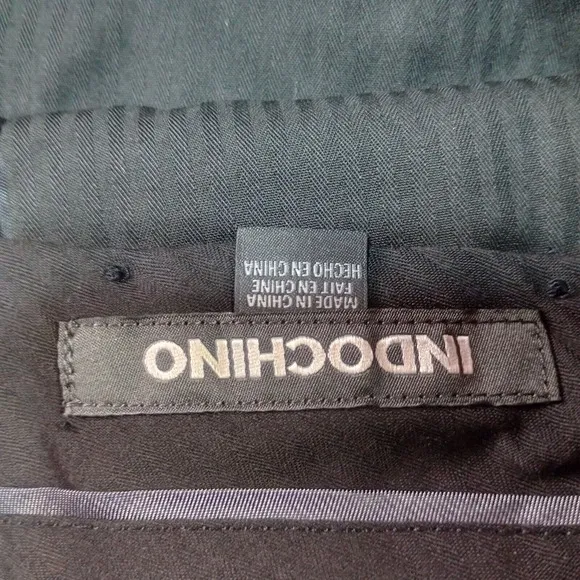 INDOCHINO
MADE IN CHINA
FAIT EN CHINE
HECHO EN CHINA